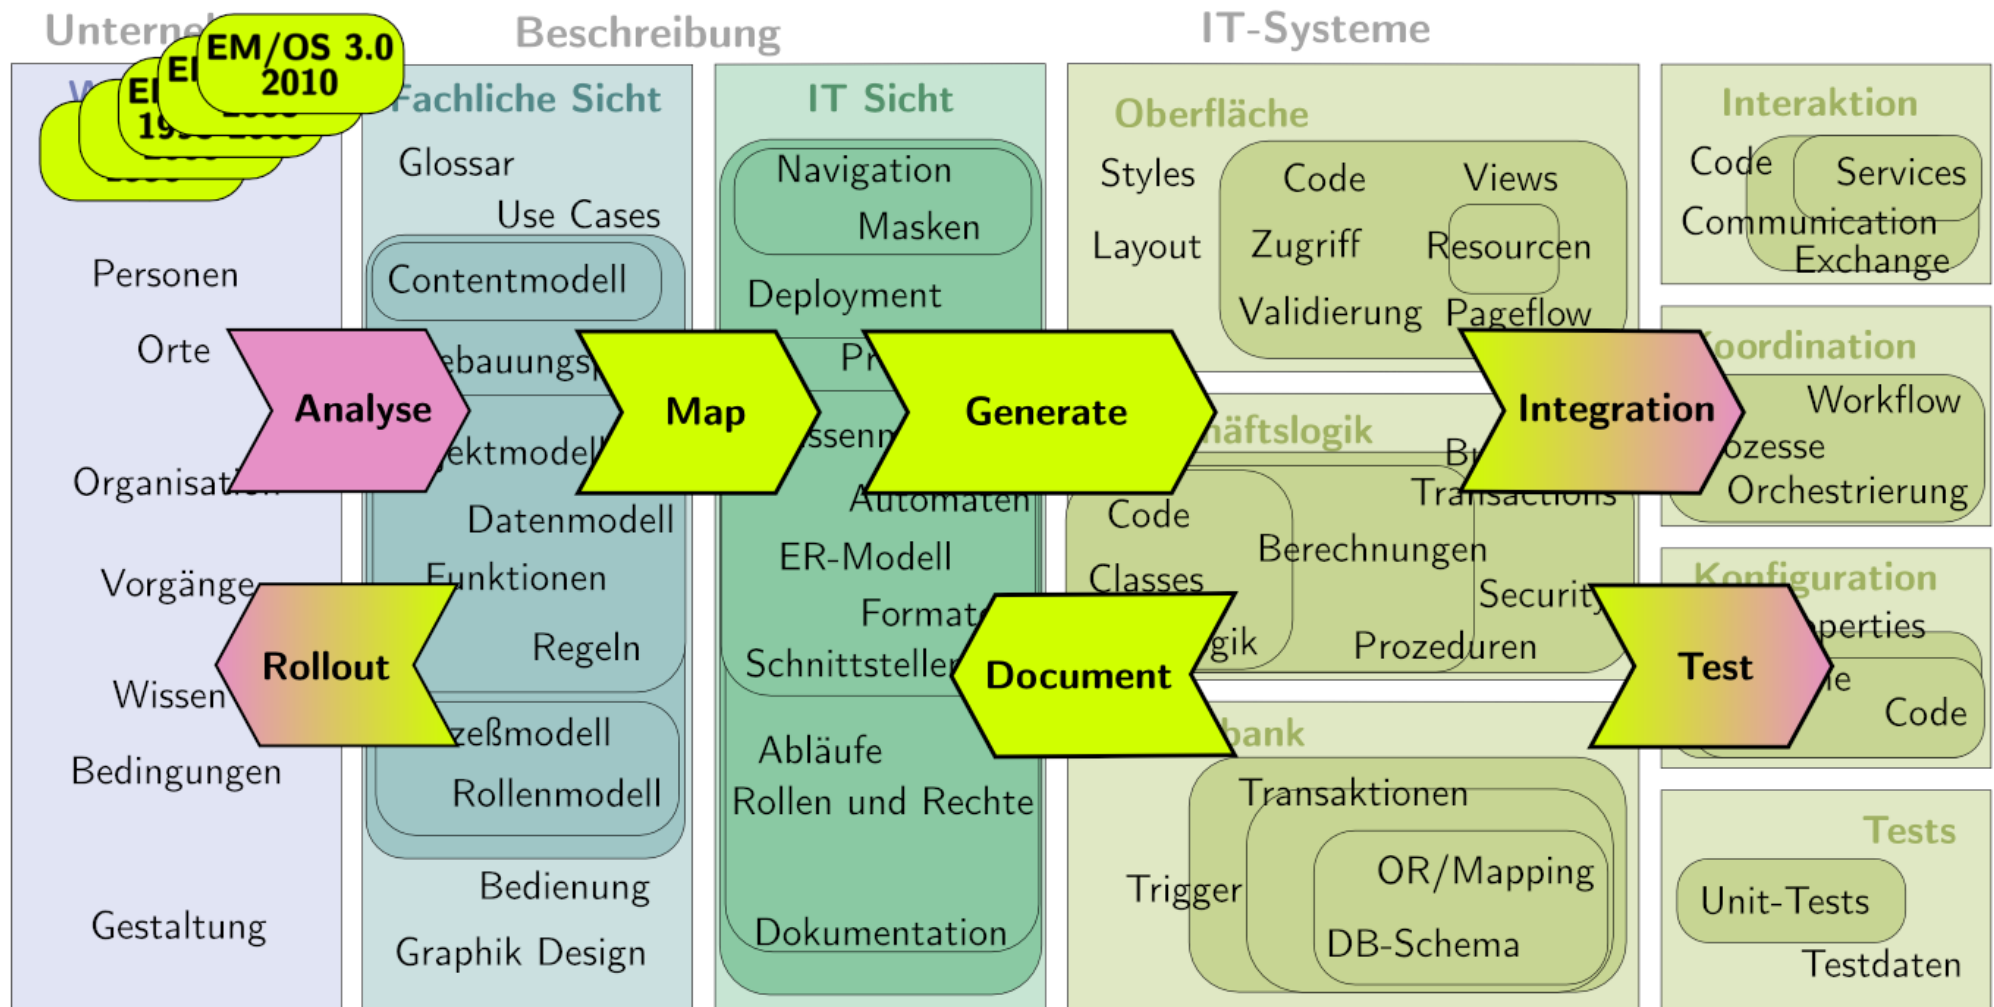 Beschreibung
IT-Systeme
EM/OS 3.0
2010
Fachliche Sicht
Glossar
Use Cases
Contentmodell
Datenmodell
Funktionen
Regeln
Rollenmodell
Bedienung
Graphik Design
Personen
Orte
Vorgänge
Wissen
Bedingungen
Gestaltung
IT Sicht
Navigation
Masken
Deployment
Automaten
ER-Modell
Abläufe
Rollen und Rechte
Dokumentation
Oberfläche
Styles
Code
Views
Layout
Zugriff
Resourcen
Validierung
Pageflow
Code
Transactions
Berechnungen
Classes
Security
Prozeduren
Transaktionen
OR/Mapping
Trigger
DB-Schema
Interaktion
Code
Services
Communication
Exchange
Workflow
Orchestrierung
Konfiguration
Code
Tests
Unit-Tests
Testdaten
Analyse
Map
Generate
Integration
Rollout
Document
Test